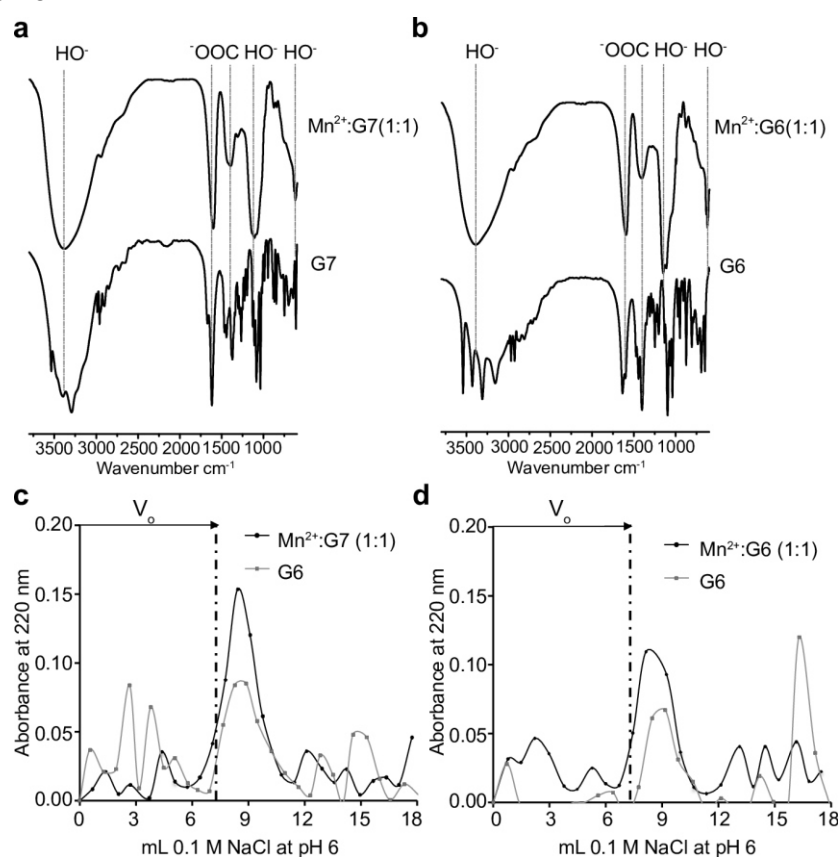 a
HO⁻ ⁻OOC HO⁻ HO⁻
Mn²⁺:G7(1:1)
G7
3500 3000 2500 2000 1500 1000
Wavenumber cm⁻¹
b
HO⁻ ⁻OOC HO⁻ HO⁻
Mn²⁺:G6(1:1)
G6
3500 3000 2500 2000 1500 1000
Wavenumber cm⁻¹
c
Vₒ
Mn²⁺:G7 (1:1)
G6
Absorbance at 220 nm
0.20
0.15
0.10
0.05
0.00
0 3 6 9 12 15 18
mL 0.1 M NaCl at pH 6
d
Vₒ
Mn²⁺:G6 (1:1)
G6
Absorbance at 220 nm
0.20
0.15
0.10
0.05
0.00
0 3 6 9 12 15 18
mL 0.1 M NaCl at pH 6